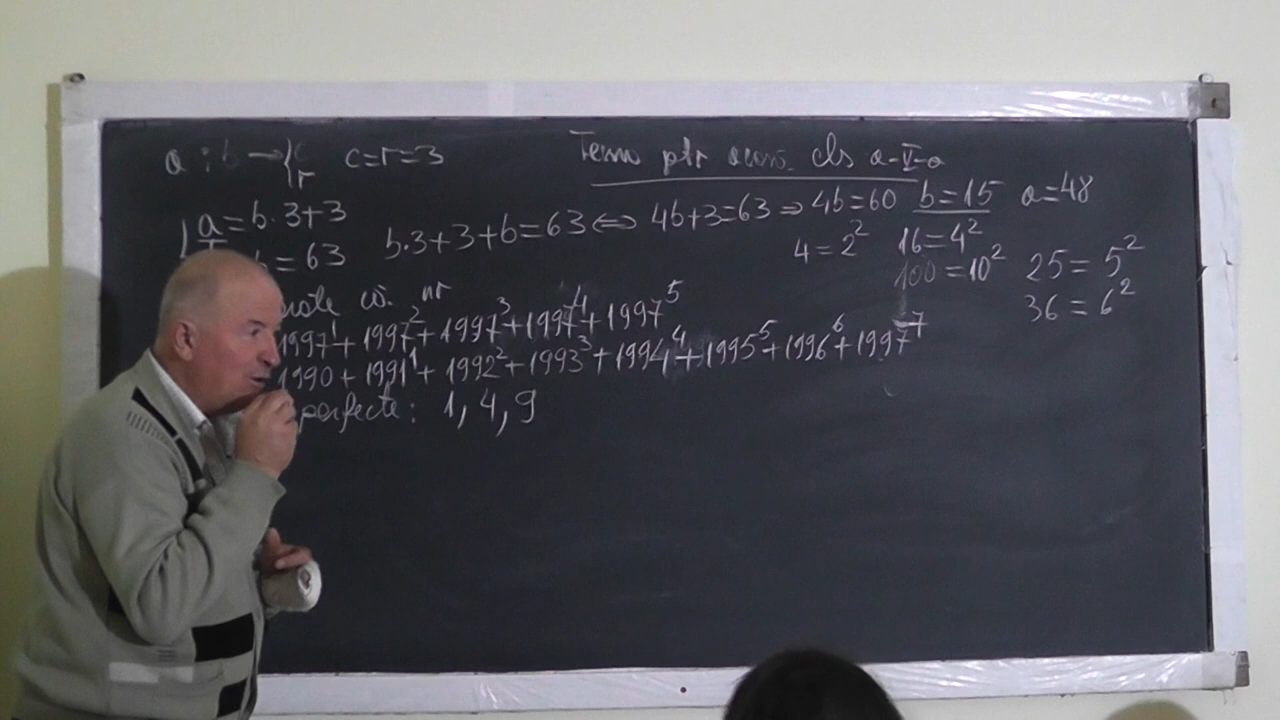 a : b → { c r c=r=3 Temo ptr acas. cls a-V-a
a=b.3+3 b.3+3+b=63 ⟺ 4b+3=63 ⇒ 4b=60 b=15 a=48
b=63 4=2² 16=4²
100=10² 25=5²
36=6²
nr
1997¹+1997²+1997³+1997⁴+1997⁵
1990+1991¹+1992²+1993³+1994⁴+1995⁵+1996⁶+1997⁷
perfecte: 1, 4, 9